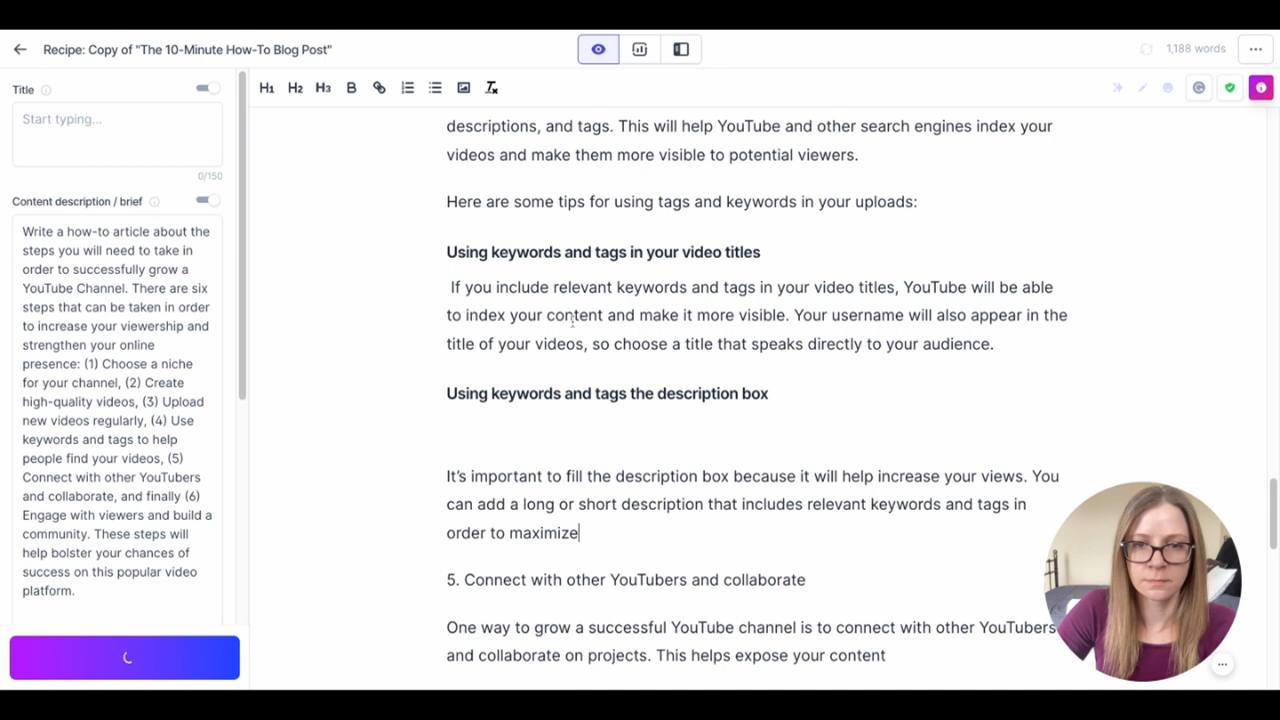 Recipe: Copy of "The 10-Minute How-To Blog Post"
1,188 words
Title
Start typing...
0/150
Content description / brief
Write a how-to article about the
steps you will need to take in
order to successfully grow a
YouTube Channel. There are six
steps that can be taken in order
to increase your viewership and
strengthen your online
presence: (1) Choose a niche
for your channel, (2) Create
high-quality videos, (3) Upload
new videos regularly, (4) Use
keywords and tags to help
people find your videos, (5)
Connect with other YouTubers
and collaborate, and finally (6)
Engage with viewers and build a
community. These steps will
help bolster your chances of
success on this popular video
platform.
H1 H2 H3 B
descriptions, and tags. This will help YouTube and other search engines index your
videos and make them more visible to potential viewers.
Here are some tips for using tags and keywords in your uploads:
Using keywords and tags in your video titles
If you include relevant keywords and tags in your video titles, YouTube will be able
to index your content and make it more visible. Your username will also appear in the
title of your videos, so choose a title that speaks directly to your audience.
Using keywords and tags the description box
It's important to fill the description box because it will help increase your views. You
can add a long or short description that includes relevant keywords and tags in
order to maximize
5. Connect with other YouTubers and collaborate
One way to grow a successful YouTube channel is to connect with other YouTubers
and collaborate on projects. This helps expose your content